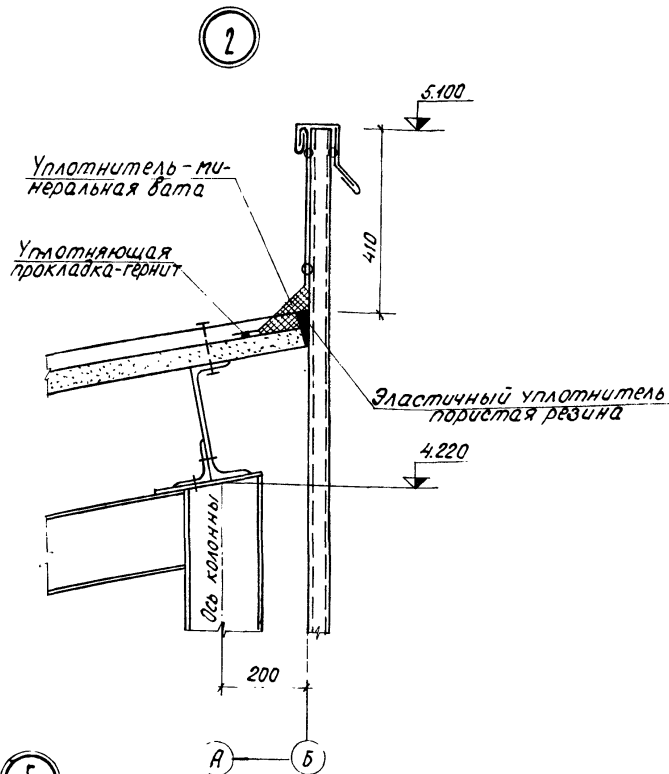 2
5.100
Уплотнитель-ми-
неральная вата
410
Уплотняющая
прокладка-гернит
Эластичный уплотнитель
пористая резина
4.220
Ось колонны
200
А
Б